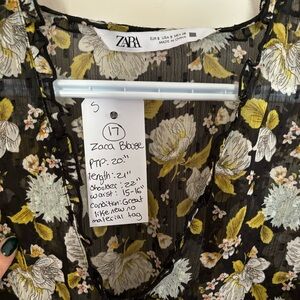 ZARA
S
17
Zara Blouse
PTP: 20"
length: 21"
Shoulder: 22"
waist: 15-16"
Condition: Great
like new no
material tag